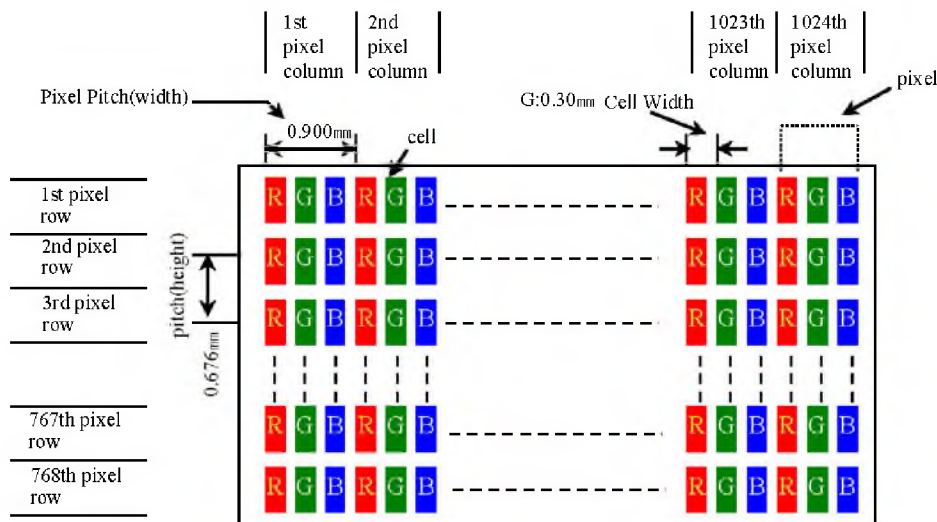 1st
pixel
column
2nd
pixel
column
1023th
pixel
column
1024th
pixel
column
pixel
Pixel Pitch(width)
G:0.30㎜ Cell Width
0.900㎜
cell
1st pixel
row
R G B R G B R G B R G B
2nd pixel
row
R G B R G B R G B R G B
3rd pixel
row
R G B R G B R G B R G B
pitch(height)
0.676㎜
767th pixel
row
R G B R G B R G B R G B
768th pixel
row
R G B R G B R G B R G B